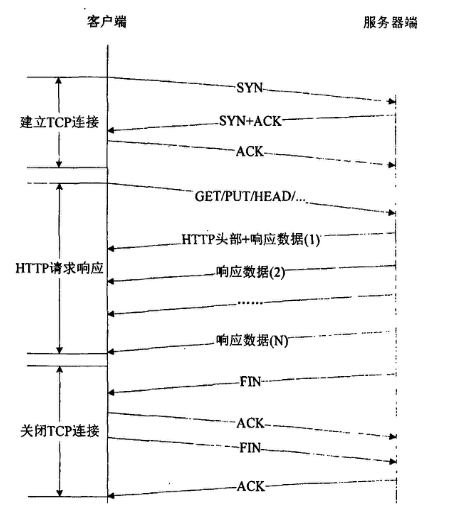 客户端
服务器端
SYN
建立TCP连接
SYN+ACK
ACK
GET/PUT/HEAD/...
HTTP头部+响应数据(1)
HTTP请求响应
响应数据(2)
......
响应数据(N)
FIN
ACK
关闭TCP连接
FIN
ACK